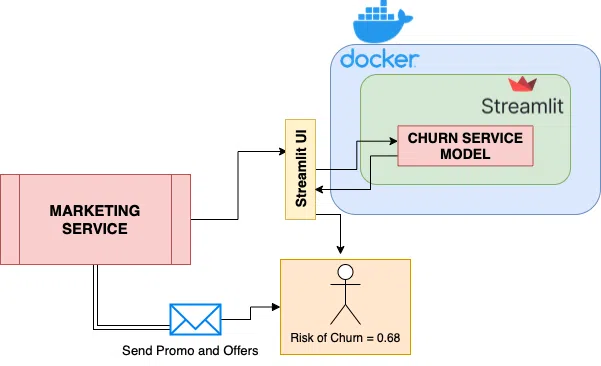 docker
Streamlit
CHURN SERVICE
MODEL
Streamlit UI
MARKETING
SERVICE
Risk of Churn = 0.68
Send Promo and Offers